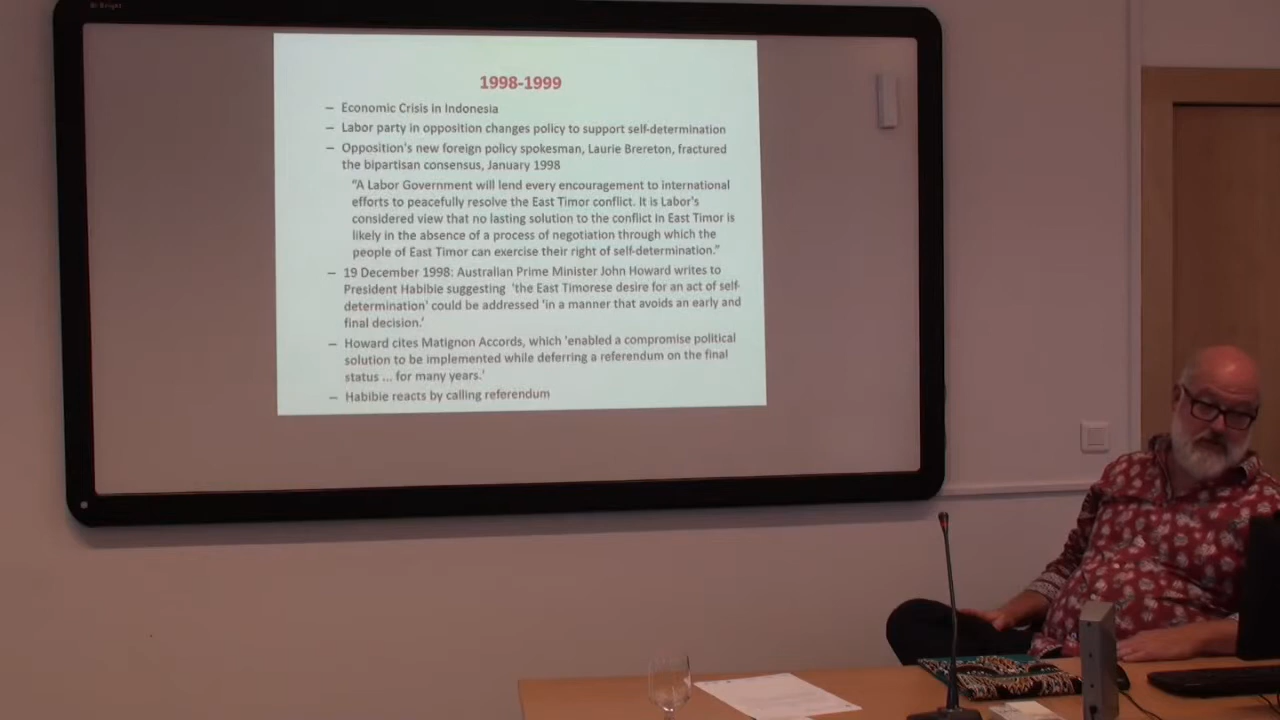 1998-1999
– Economic Crisis in Indonesia
– Labor party in opposition changes policy to support self-determination
– Opposition's new foreign policy spokesman, Laurie Brereton, fractured
the bipartisan consensus, January 1998
“A Labor Government will lend every encouragement to international
efforts to peacefully resolve the East Timor conflict. It is Labor's
considered view that no lasting solution to the conflict in East Timor is
likely in the absence of a process of negotiation through which the
people of East Timor can exercise their right of self-determination.”
– 19 December 1998: Australian Prime Minister John Howard writes to
President Habibie suggesting 'the East Timorese desire for an act of self-
determination' could be addressed 'in a manner that avoids an early and
final decision.'
– Howard cites Matignon Accords, which 'enabled a compromise political
solution to be implemented while deferring a referendum on the final
status ... for many years.'
– Habibie reacts by calling referendum